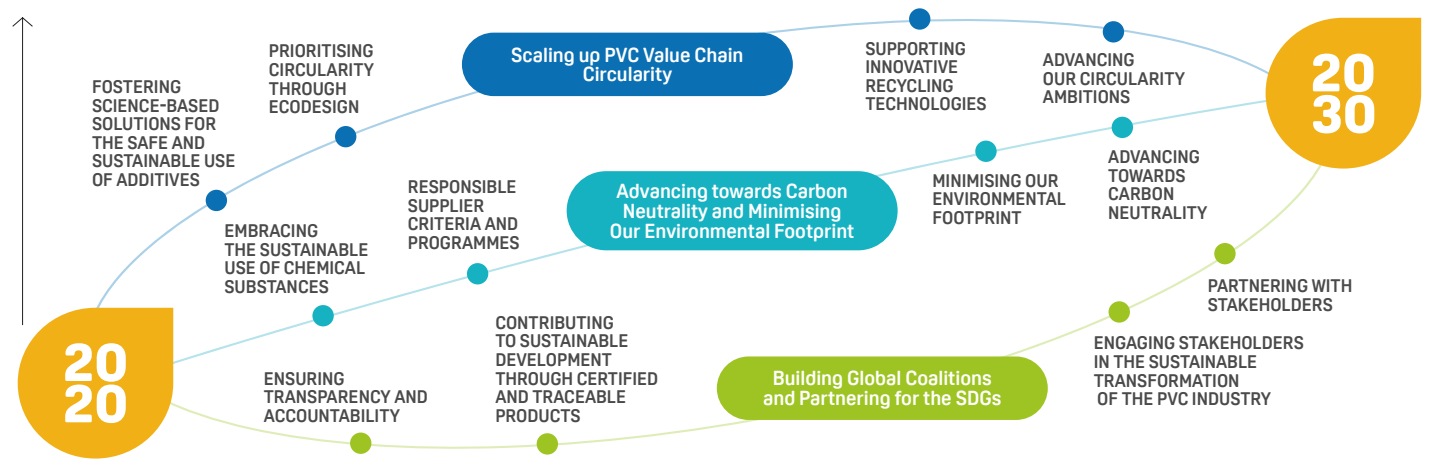 FOSTERING
SCIENCE-BASED
SOLUTIONS FOR
THE SAFE AND
SUSTAINABLE USE
OF ADDITIVES
PRIORITISING
CIRCULARITY
THROUGH
ECODESIGN
Scaling up PVC Value Chain
Circularity
SUPPORTING
INNOVATIVE
RECYCLING
TECHNOLOGIES
ADVANCING
OUR CIRCULARITY
AMBITIONS
20
30
EMBRACING
THE SUSTAINABLE
USE OF CHEMICAL
SUBSTANCES
RESPONSIBLE
SUPPLIER
CRITERIA AND
PROGRAMMES
Advancing towards Carbon
Neutrality and Minimising
Our Environmental Footprint
MINIMISING OUR
ENVIRONMENTAL
FOOTPRINT
ADVANCING
TOWARDS
CARBON
NEUTRALITY
20
20
ENSURING
TRANSPARENCY AND
ACCOUNTABILITY
CONTRIBUTING
TO SUSTAINABLE
DEVELOPMENT
THROUGH CERTIFIED
AND TRACEABLE
PRODUCTS
Building Global Coalitions
and Partnering for the SDGs
ENGAGING STAKEHOLDERS
IN THE SUSTAINABLE
TRANSFORMATION
OF THE PVC INDUSTRY
PARTNERING WITH
STAKEHOLDERS